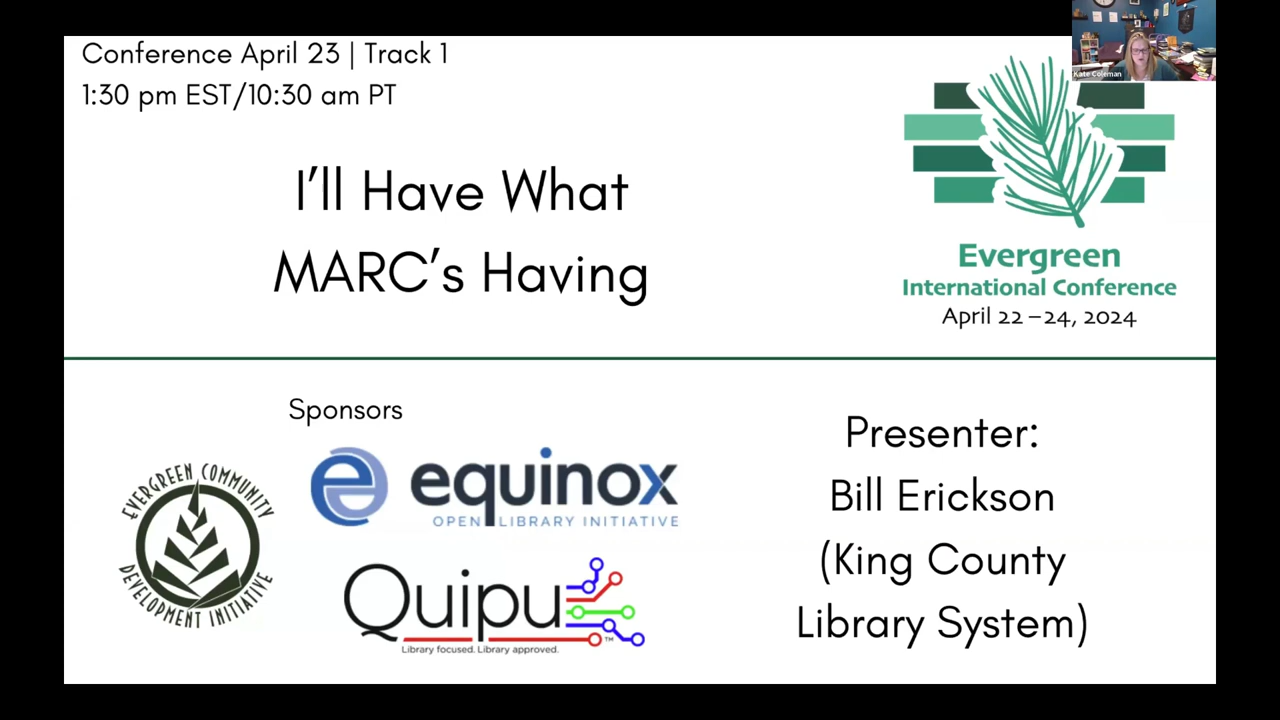 Conference April 23 | Track 1
1:30 pm EST/10:30 am PT
Kate Coleman
I'll Have What
MARC's Having
Evergreen
International Conference
April 22 – 24, 2024
Sponsors
EVERGREEN COMMUNITY
DEVELOPMENT INITIATIVE
e equinox
OPEN LIBRARY INITIATIVE
Quipu
TM
Library focused. Library approved.
Presenter:
Bill Erickson
(King County
Library System)